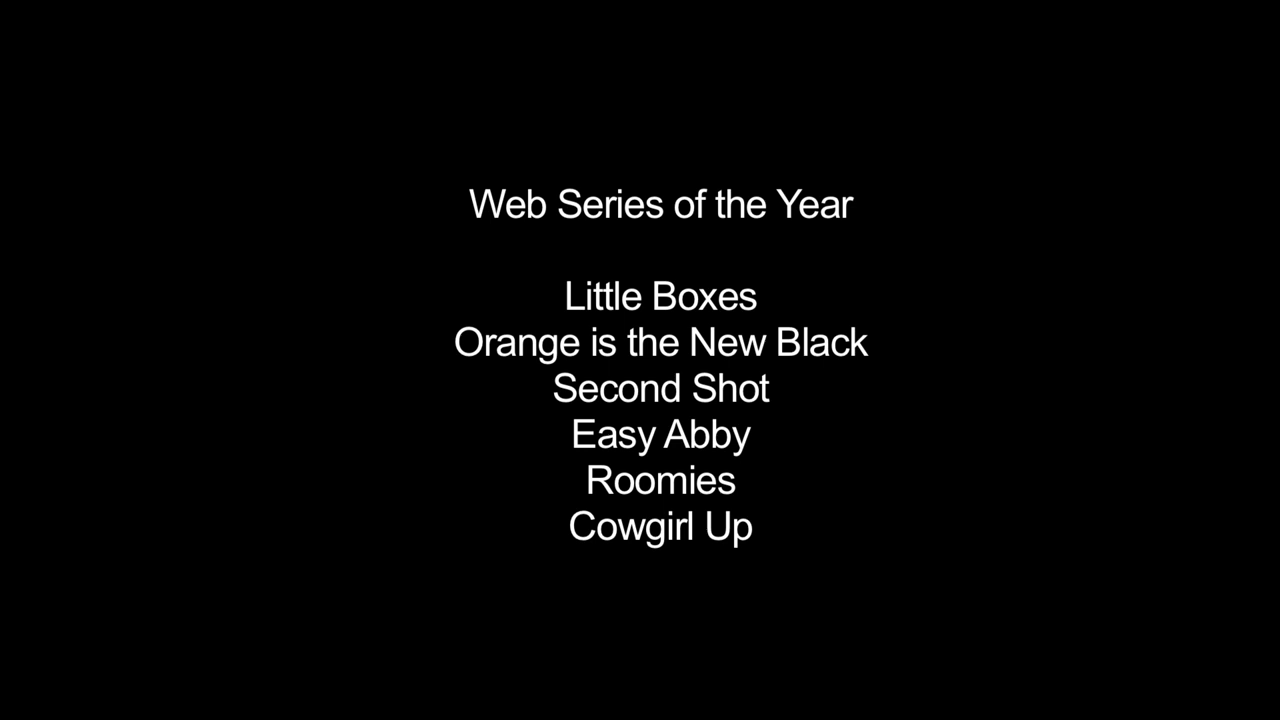 Web Series of the Year
Little Boxes
Orange is the New Black
Second Shot
Easy Abby
Roomies
Cowgirl Up